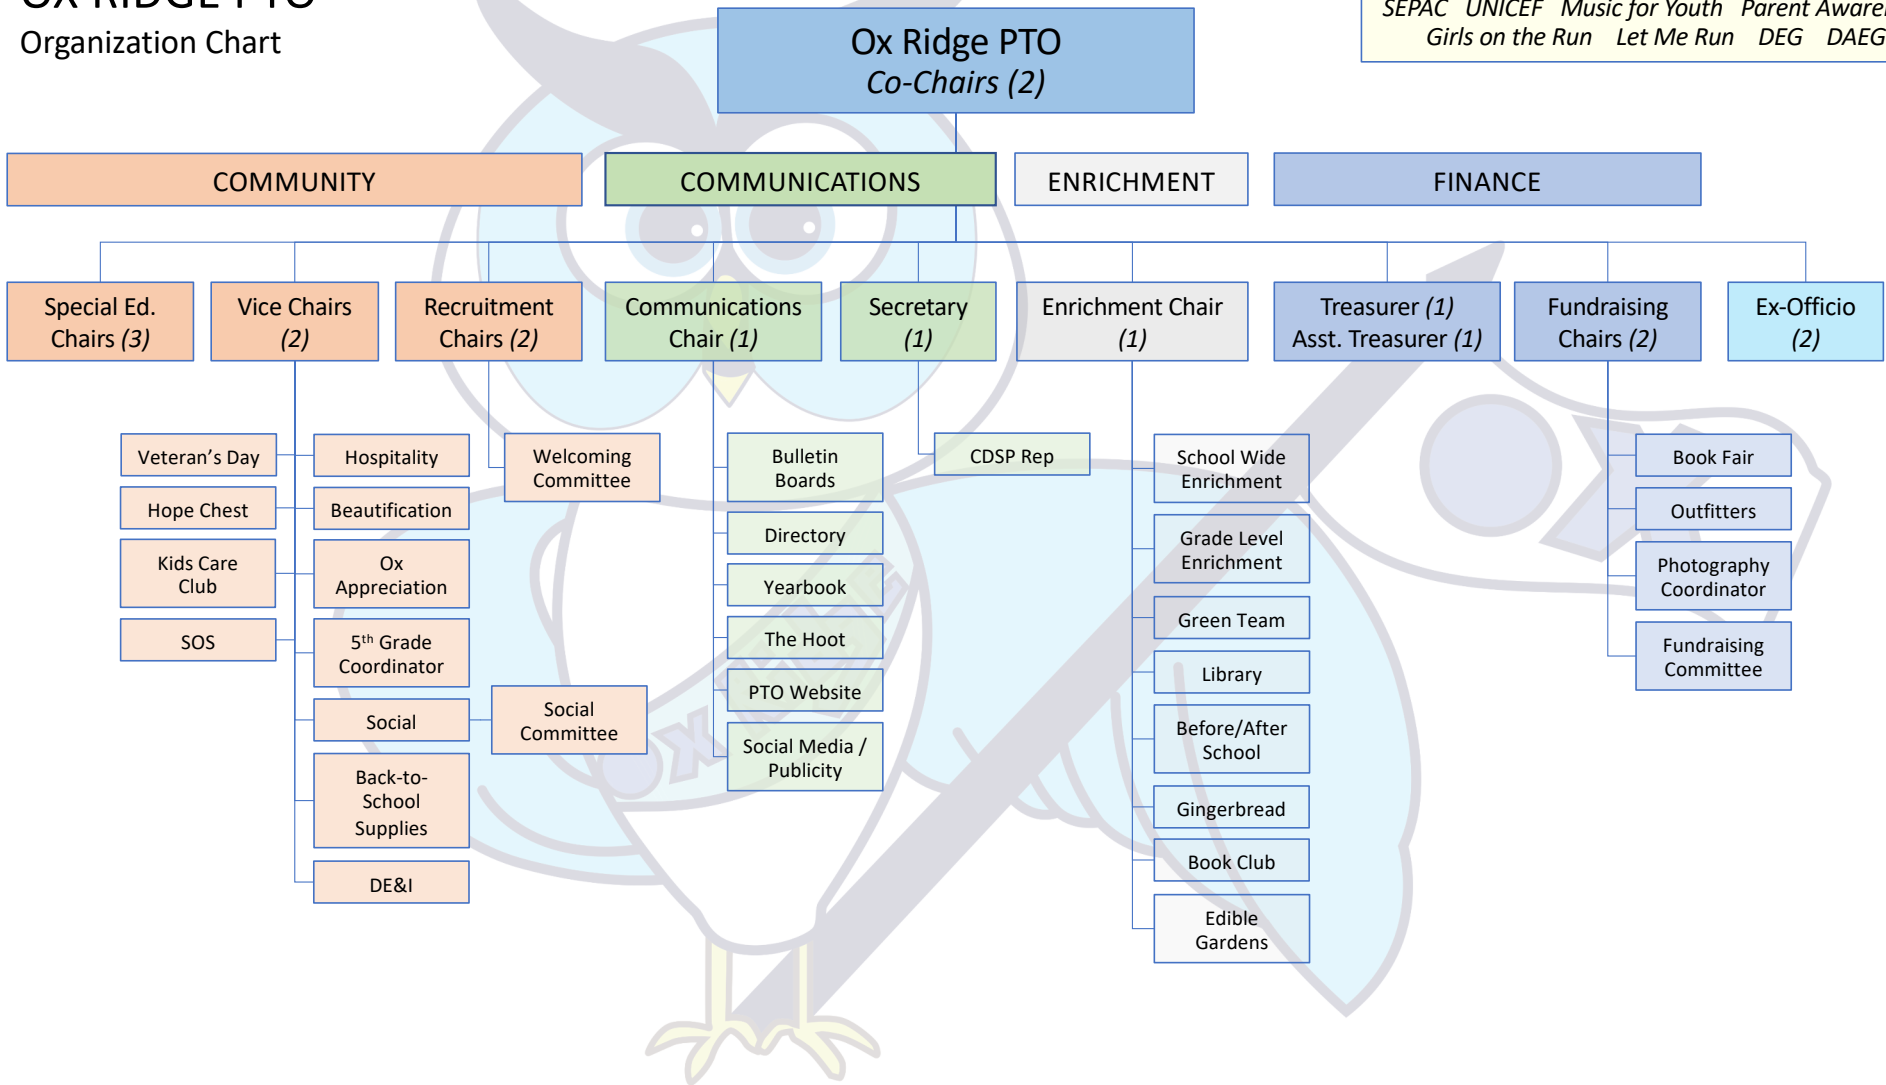 OX RIDGE PTO
Organization Chart
Ox Ridge PTO
Co-Chairs (2)
SEPAC UNICEF Music for Youth Parent Awaren
Girls on the Run Let Me Run DEG DAEG
COMMUNITY
COMMUNICATIONS
ENRICHMENT
FINANCE
Special Ed.
Chairs (3)
Vice Chairs
(2)
Recruitment
Chairs (2)
Communications
Chair (1)
Secretary
(1)
Enrichment Chair
(1)
Treasurer (1)
Asst. Treasurer (1)
Fundraising
Chairs (2)
Ex-Officio
(2)
Veteran’s Day
Hope Chest
Kids Care
Club
SOS
Hospitality
Beautification
Ox
Appreciation
5th Grade
Coordinator
Social
Back-to-
School
Supplies
DE&I
Welcoming
Committee
Social
Committee
Bulletin
Boards
Directory
Yearbook
The Hoot
PTO Website
Social Media /
Publicity
CDSP Rep
School Wide
Enrichment
Grade Level
Enrichment
Green Team
Library
Before/After
School
Gingerbread
Book Club
Edible
Gardens
Book Fair
Outfitters
Photography
Coordinator
Fundraising
Committee